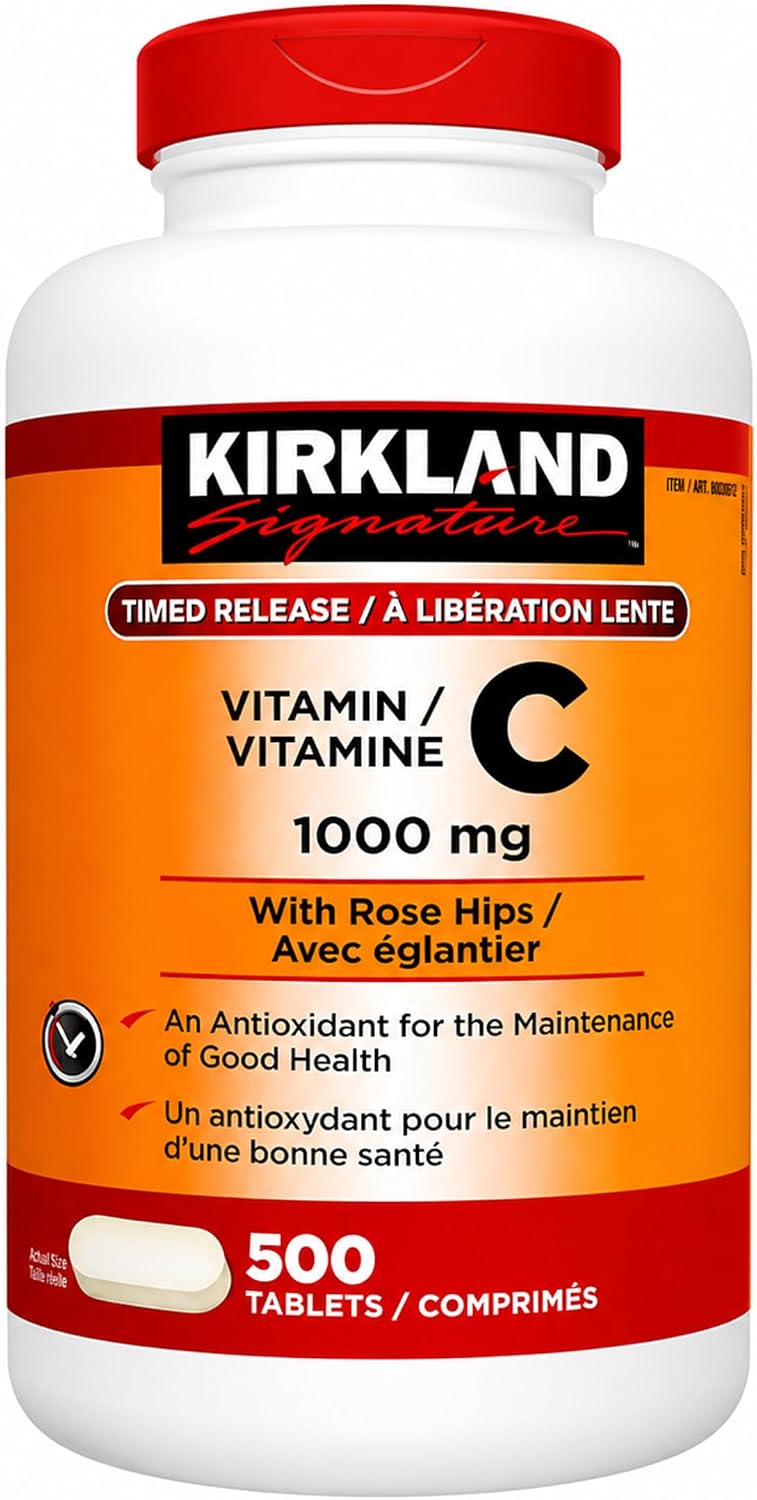 KIRKLAND
Signature
ITEM / ART.
TIMED RELEASE / À LIBÉRATION LENTE
VITAMIN /
VITAMINE
C
1000 mg
With Rose Hips /
Avec églantier
An Antioxidant for the Maintenance
of Good Health
Un antioxydant pour le maintien
d'une bonne santé
Actual Size
Taille réelle
500
TABLETS / COMPRIMÉS